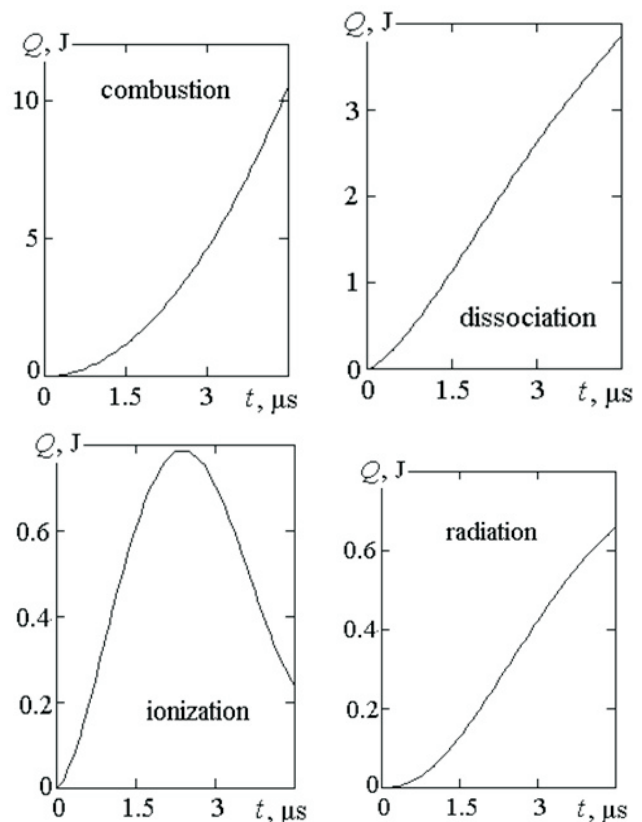 Q, J
combustion
10
5
0
1.5
3
t, μs
Q, J
3
2
1
dissociation
0
0
1.5
3
t, μs
Q, J
0.6
0.4
0.2
ionization
0
0
1.5
3
t, μs
Q, J
radiation
0.6
0.4
0.2
0
0
1.5
3
t, μs